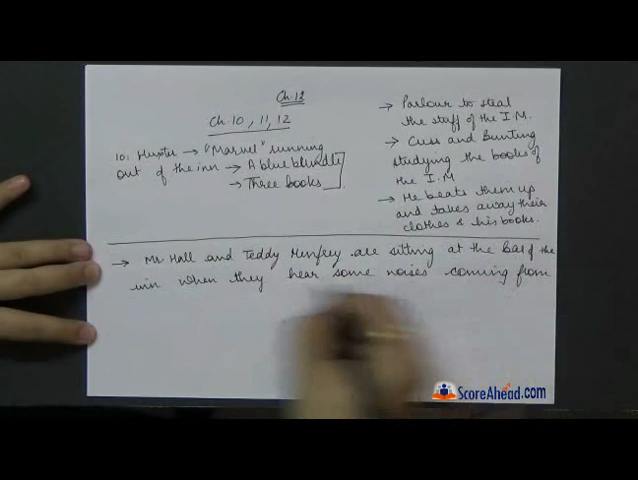 Ch.12
Ch.10, 11, 12
10. Huxter → "Marvel" running
out of the inn → A blue blundle
→ Three books
→ Parlour to steal
the stuff of the I.M.
→ Cuss and Bunting
studying the books of
the I.M
→ He beats them up
and takes away their
clothes & his books.
→ Mr Hall and Teddy Henfrey are sitting at the bar of the
inn when they hear some noises coming from
ScoreAhead.com